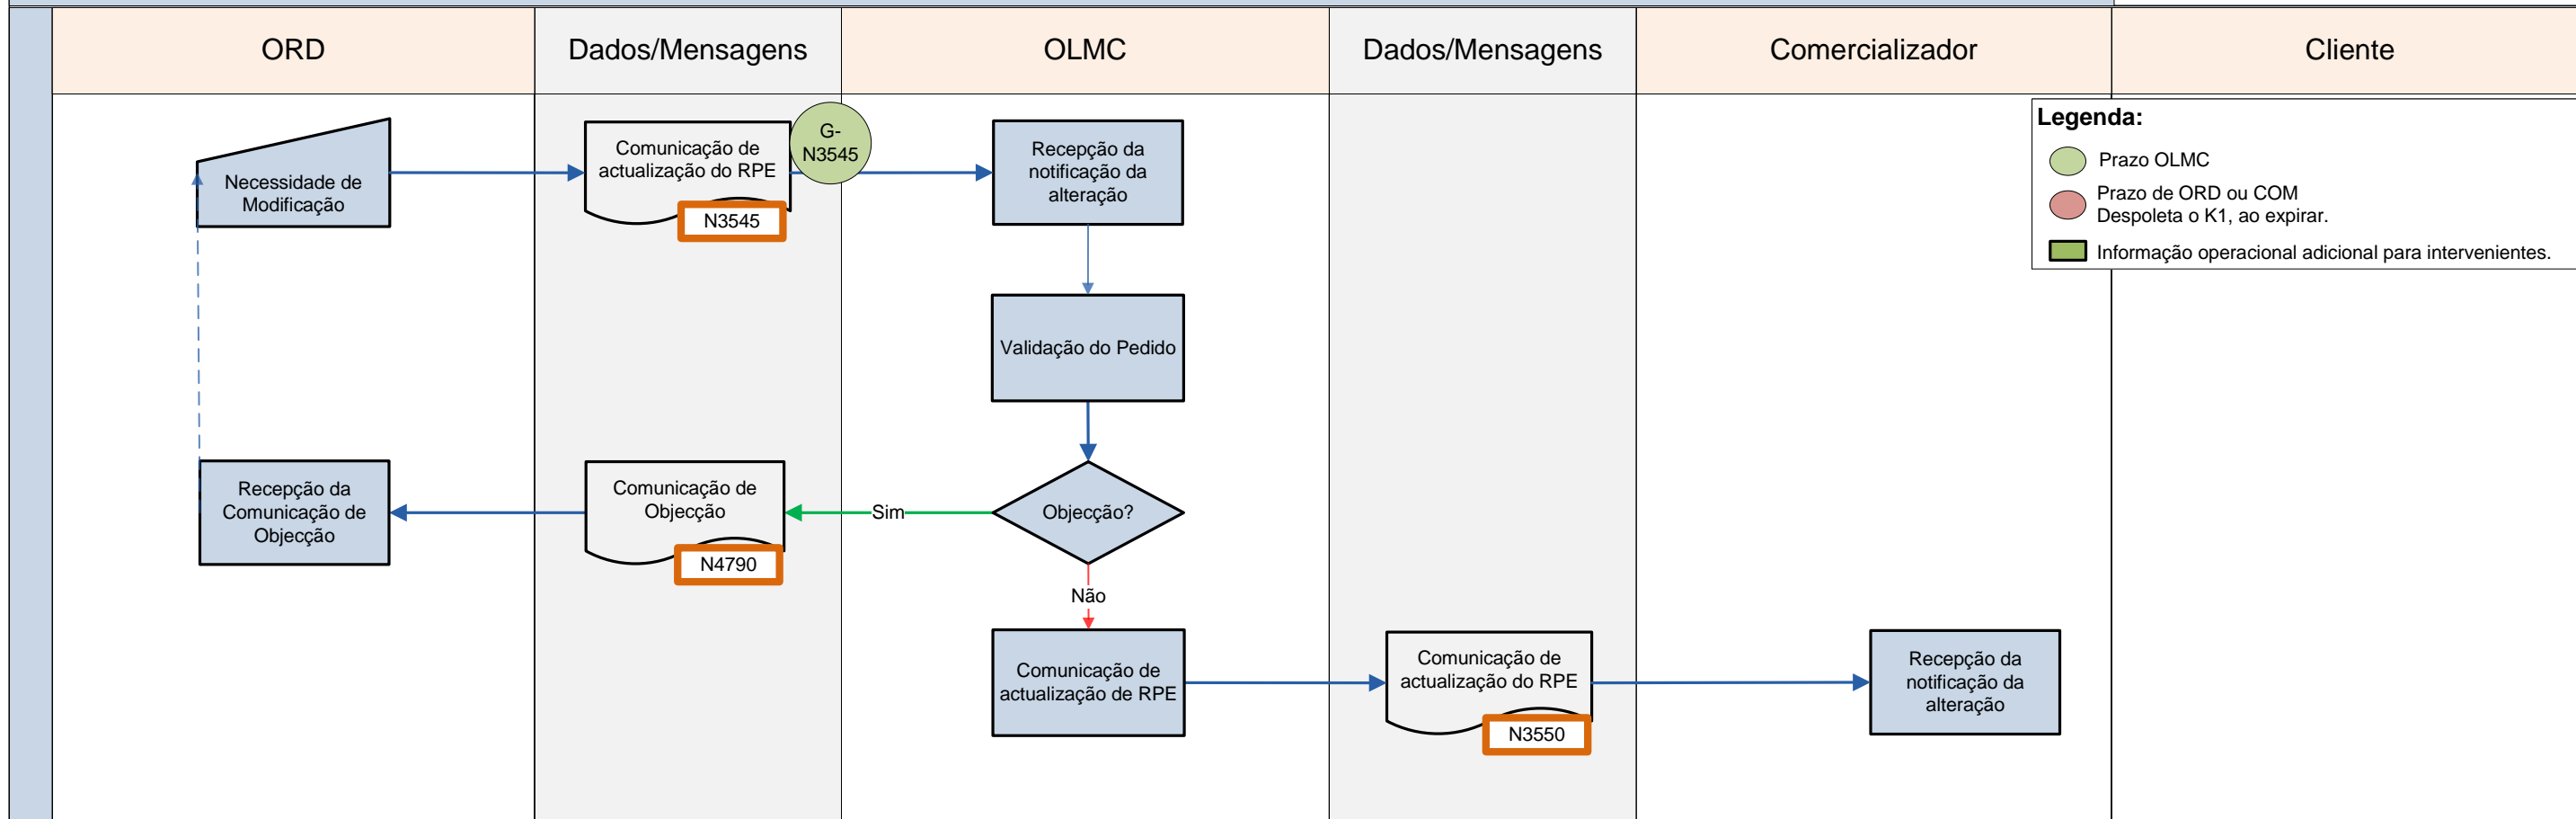 ORD
Dados/Mensagens
OLMC
Dados/Mensagens
Comercializador
Cliente
Legenda:
Prazo OLMC
Prazo de ORD ou COM
Despoleta o K1, ao expirar.
Informação operacional adicional para intervenientes.
Necessidade de
Modificação
Comunicação de
actualização do RPE
N3545
G-
N3545
Recepção da
notificação da
alteração
Validação do Pedido
Objecção?
Sim
Comunicação de
Objecção
N4790
Recepção da
Comunicação de
Objecção
Não
Comunicação de
actualização de RPE
Comunicação de
actualização do RPE
N3550
Recepção da
notificação da
alteração